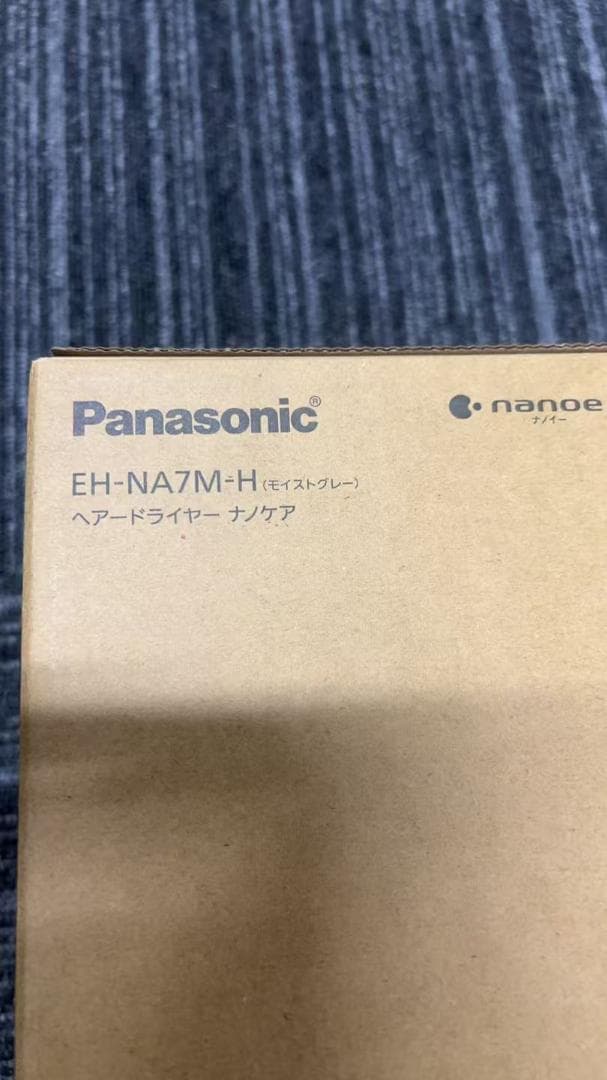 Panasonic®
nanoe
ナノイー
EH-NA7M-H(モイストグレー)
ヘアードライヤー ナノケア